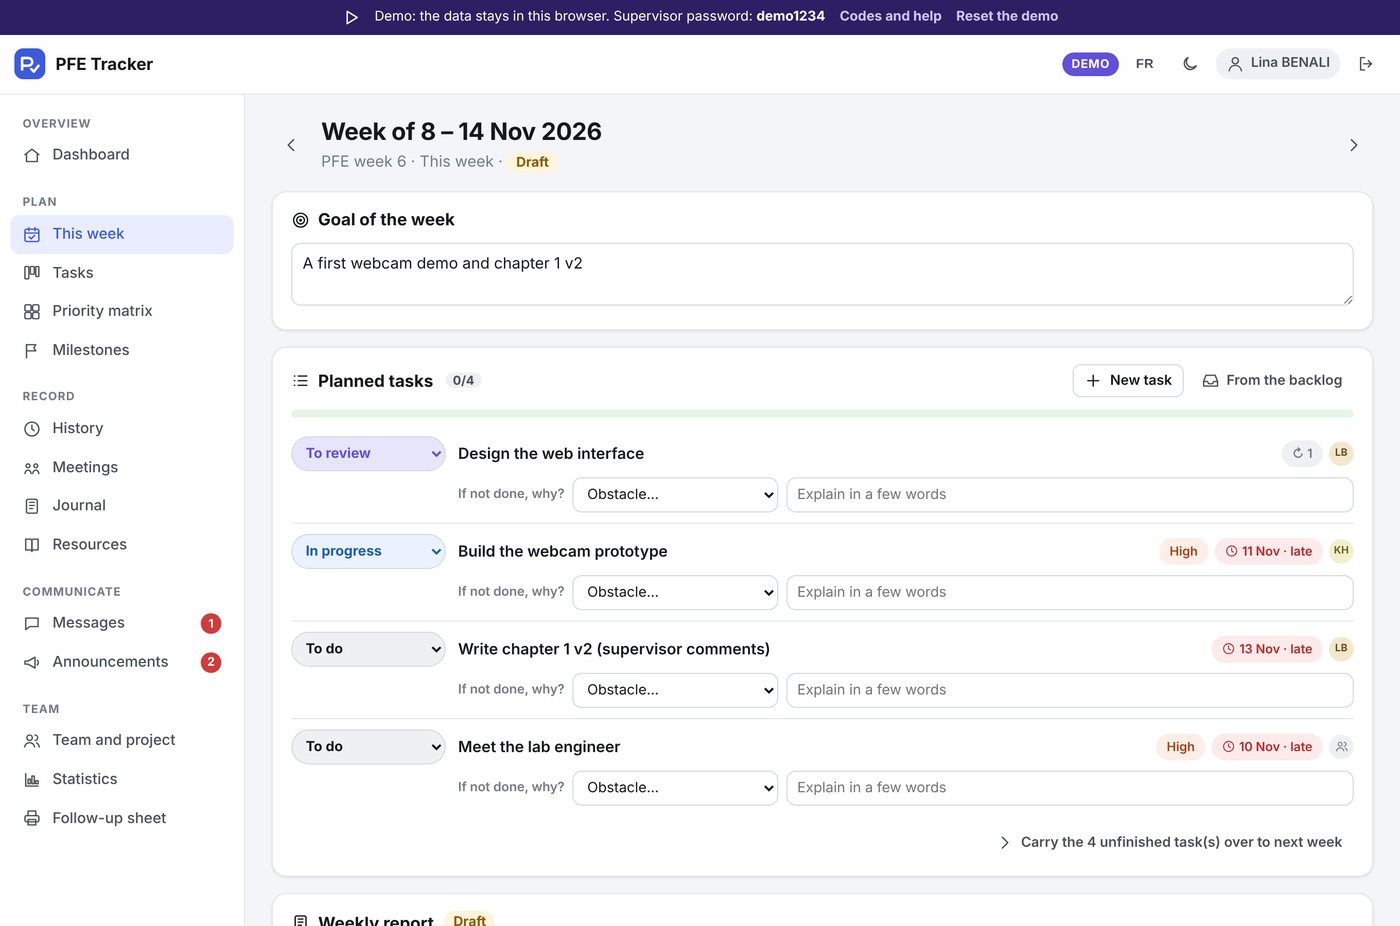 Demo: the data stays in this browser. Supervisor password: demo1234 Codes and help Reset the demo
PFE Tracker
DEMO FR Lina BENALI
OVERVIEW
Dashboard
PLAN
This week
Tasks
Priority matrix
Milestones
RECORD
History
Meetings
Journal
Resources
COMMUNICATE
Messages 1
Announcements 2
TEAM
Team and project
Statistics
Follow-up sheet
Week of 8 – 14 Nov 2026
PFE week 6 · This week · Draft
Goal of the week
A first webcam demo and chapter 1 v2
Planned tasks 0/4 New task From the backlog
To review Design the web interface 1 LB
If not done, why? Obstacle... Explain in a few words
In progress Build the webcam prototype High 11 Nov · late KH
If not done, why? Obstacle... Explain in a few words
To do Write chapter 1 v2 (supervisor comments) 13 Nov · late LB
If not done, why? Obstacle... Explain in a few words
To do Meet the lab engineer High 10 Nov · late
If not done, why? Obstacle... Explain in a few words
Carry the 4 unfinished task(s) over to next week
Weekly report Draft